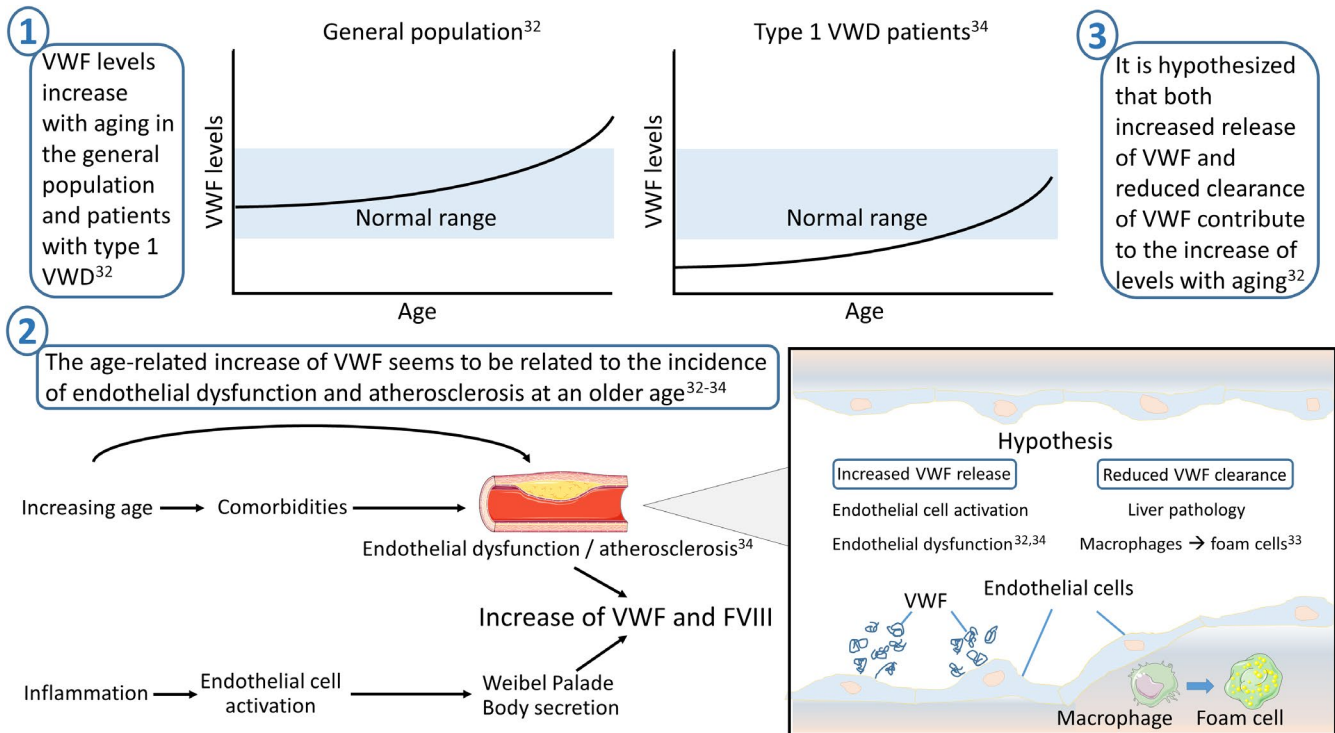 1
VWF levels
increase
with aging in
the general
population
and patients
with type 1
VWD³²
General population³²
VWF levels
Normal range
Age
Type 1 VWD patients³⁴
VWF levels
Normal range
Age
3
It is hypothesized
that both
increased release
of VWF and
reduced clearance
of VWF contribute
to the increase of
levels with aging³²
2
The age-related increase of VWF seems to be related to the incidence
of endothelial dysfunction and atherosclerosis at an older age³²⁻³⁴
Increasing age
Comorbidities
Endothelial dysfunction / atherosclerosis³⁴
Increase of VWF and FVIII
Inflammation
Endothelial cell
activation
Weibel Palade
Body secretion
Hypothesis
Increased VWF release
Endothelial cell activation
Endothelial dysfunction³²,³⁴
Reduced VWF clearance
Liver pathology
Macrophages → foam cells³³
VWF
Endothelial cells
Macrophage
Foam cell